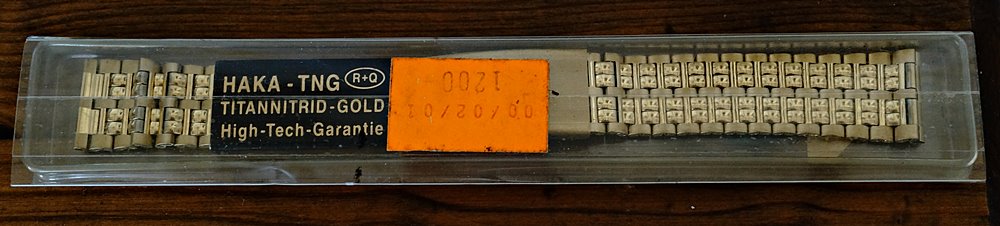 HAKA - TNG R+Q
TITANNITRID-GOLD
High-Tech-Garantie